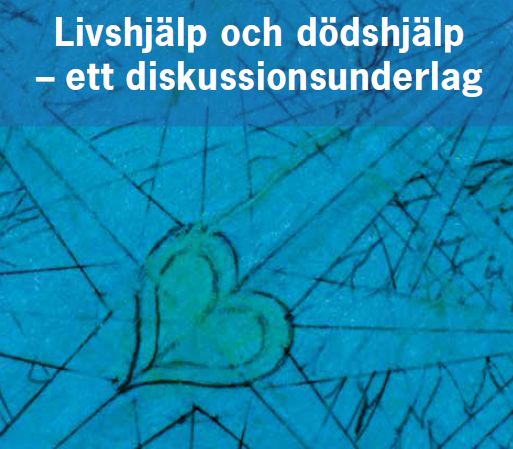 Livshjälp och dödshjälp
– ett diskussionsunderlag